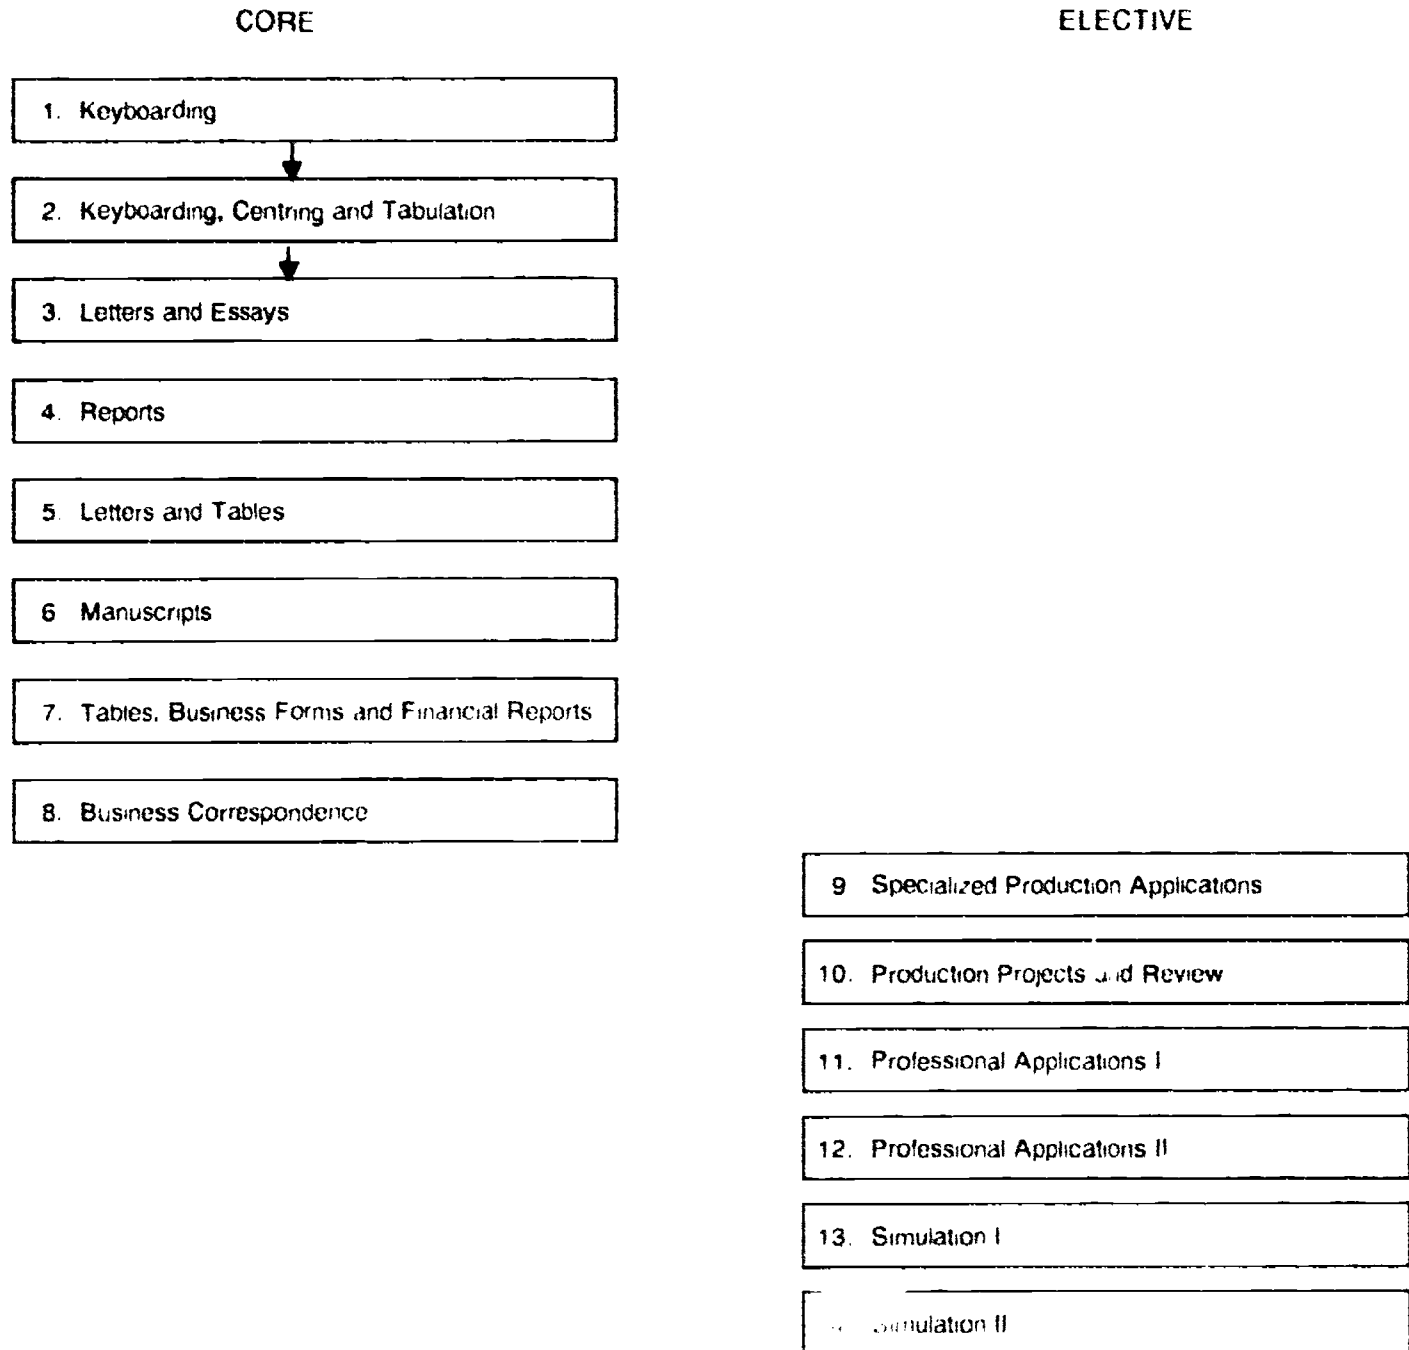 CORE
ELECTIVE
1. Keyboarding
2. Keyboarding, Centring and Tabulation
3. Letters and Essays
4. Reports
5. Letters and Tables
6 Manuscripts
7. Tables, Business Forms and Financial Reports
8. Business Correspondence
9 Specialized Production Applications
10. Production Projects and Review
11. Professional Applications I
12. Professional Applications II
13. Simulation I
Simulation II